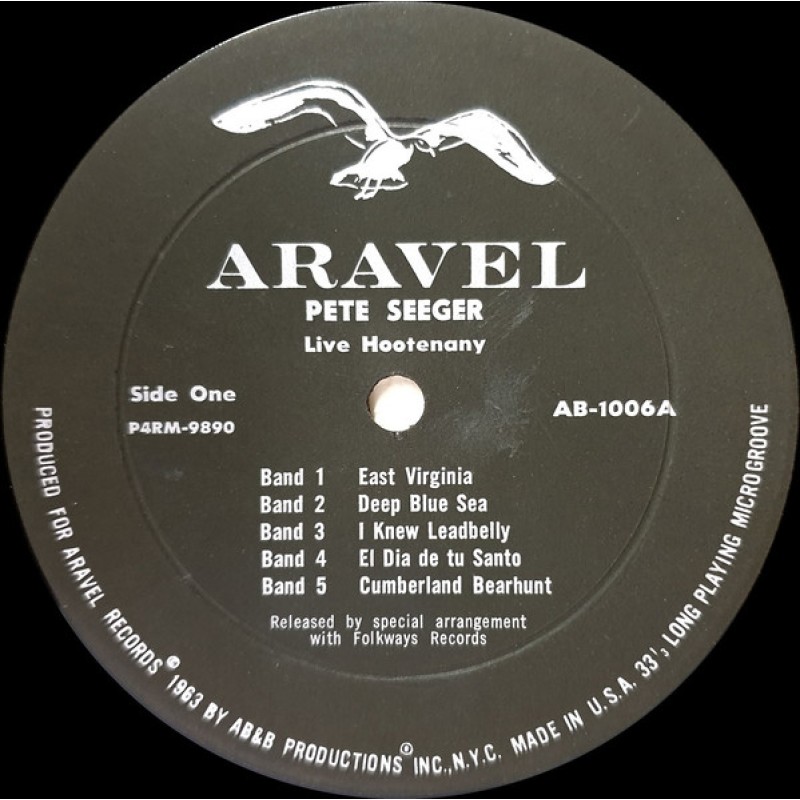 ARAVEL
PETE SEEGER
Live Hootenany
Side One
P4RM-9890
AB-1006A
Band 1 East Virginia
Band 2 Deep Blue Sea
Band 3 I Knew Leadbelly
Band 4 El Dia de tu Santo
Band 5 Cumberland Bearhunt
Released by special arrangement
with Folkways Records
PRODUCED FOR ARAVEL RECORDS © 1963 BY AB&B PRODUCTIONS ® INC., N.Y.C. MADE IN U.S.A. 33⅓ LONG PLAYING MICROGROOVE